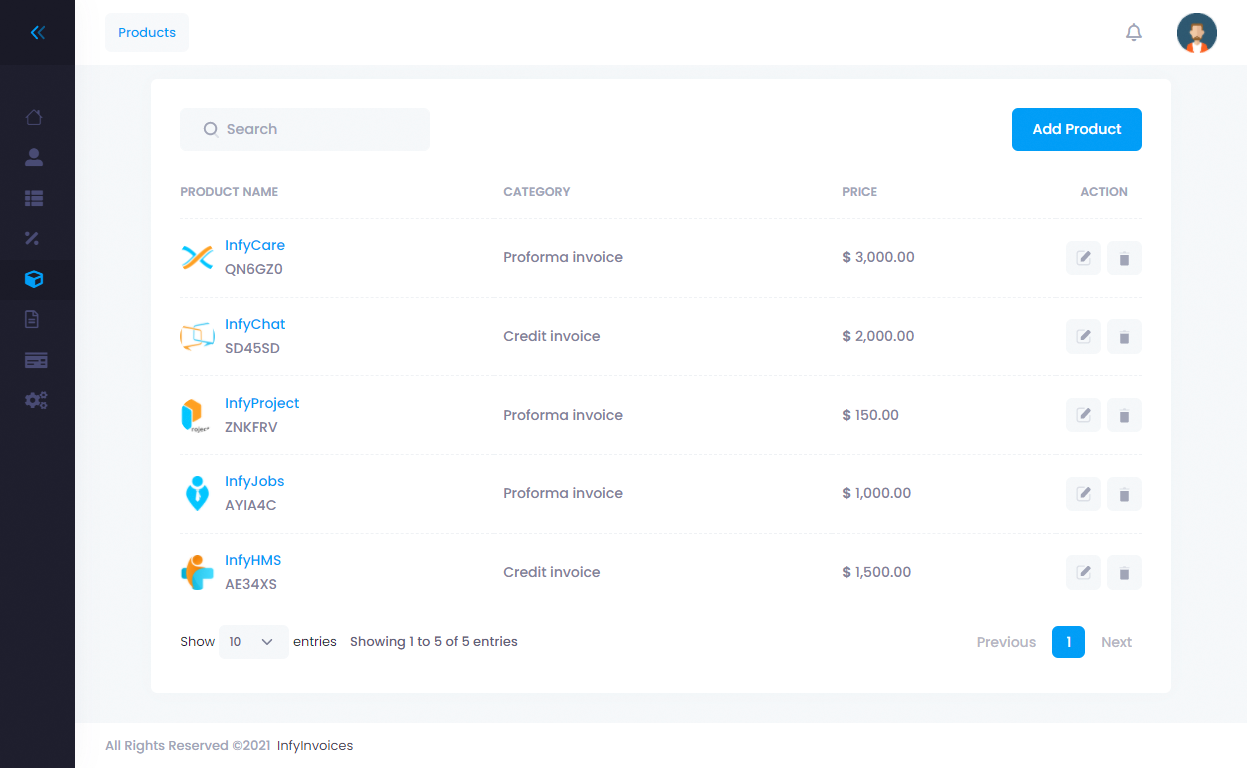 Products
Search
Add Product
PRODUCT NAME CATEGORY PRICE ACTION
InfyCare
QN6GZ0
Proforma invoice $ 3,000.00
InfyChat
SD45SD
Credit invoice $ 2,000.00
InfyProject
ZNKFRV
Proforma invoice $ 150.00
InfyJobs
AYIA4C
Proforma invoice $ 1,000.00
InfyHMS
AE34XS
Credit invoice $ 1,500.00
Show 10 entries Showing 1 to 5 of 5 entries Previous 1 Next
All Rights Reserved ©2021 InfyInvoices